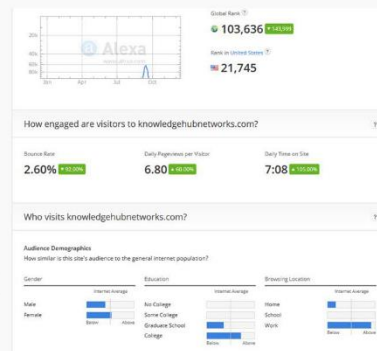 Global Rank ?
103,636
Alexa
Rank in United States ?
21,745
Jan Apr Jul Oct
How engaged are visitors to knowledgehubnetworks.com?
Bounce Rate Daily Pageviews per Visitor Daily Time on Site
2.60% 6.80 7:08
Who visits knowledgehubnetworks.com?
Audience Demographics
How similar is this site's audience to the general internet population?
Gender Education Browsing Location
Internet Average Internet Average Internet Average
Male No College Home
Female Some College School
Below Above Graduate School Work
College Below Above
Below Above